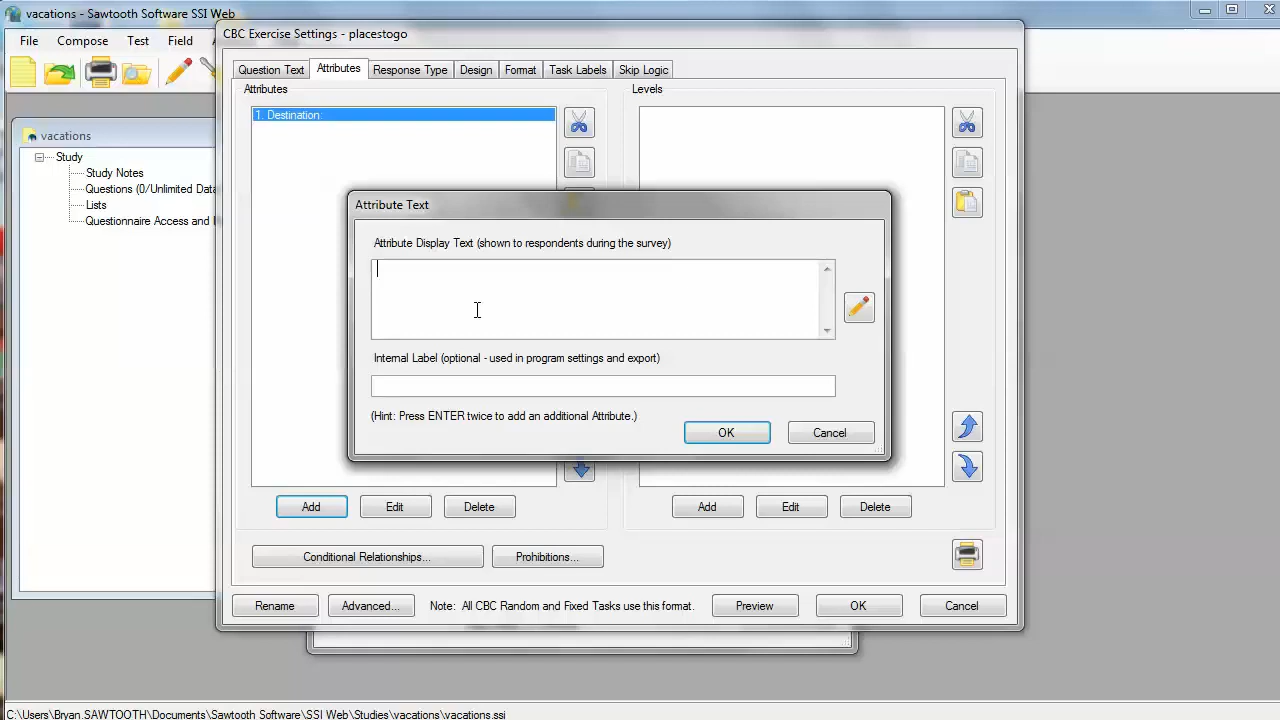 vacations - Sawtooth Software SSI Web
File Compose Test Field
CBC Exercise Settings - placestogo
Question Text Attributes Response Type Design Format Task Labels Skip Logic
Attributes Levels
1. Destination:
vacations
Study
Study Notes
Questions (0/Unlimited Data
Lists
Questionnaire Access and
Attribute Text
Attribute Display Text (shown to respondents during the survey)
Internal Label (optional - used in program settings and export)
(Hint: Press ENTER twice to add an additional Attribute.)
OK Cancel
Add Edit Delete Add Edit Delete
Conditional Relationships... Prohibitions...
Rename Advanced... Note: All CBC Random and Fixed Tasks use this format. Preview OK Cancel
C:\Users\Bryan.SAWTOOTH\Documents\Sawtooth Software\SSI Web\Studies\vacations\vacations.ssi